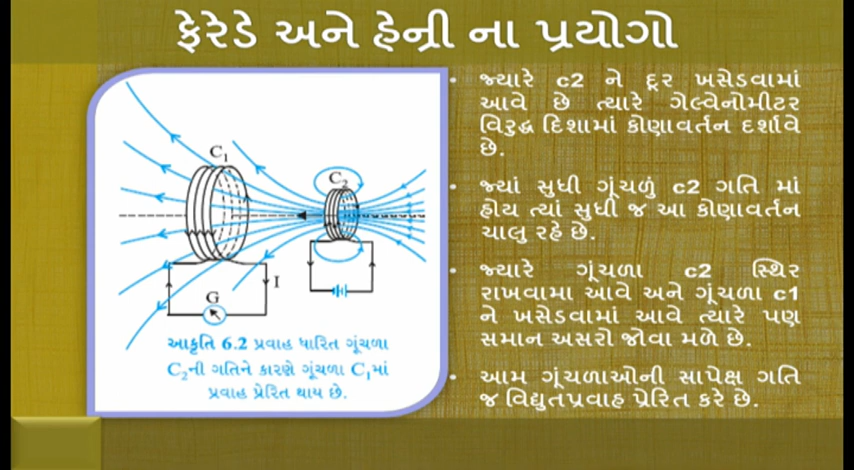 ફેરેડે અને હેન્રી ના પ્રયોગો
C₁
C₂
I
G
આકૃતિ 6.2 પ્રવાહ ધારિત ગૂંચળા
C₂ની ગતિને કારણે ગૂંચળા C₁માં
પ્રવાહ પ્રેરિત થાય છે.
• જ્યારે c2 ને દૂર ખસેડવામાં
આવે છે ત્યારે ગેલ્વેનોમીટર
વિરુદ્ધ દિશામાં કોણાવર્તન દર્શાવે
છે.
• જ્યાં સુધી ગૂંચળું c2 ગતિ માં
હોય ત્યાં સુધી જ આ કોણાવર્તન
ચાલુ રહે છે.
• જ્યારે ગૂંચળા c2 સ્થિર
રાખવામા આવે અને ગૂંચળા c1
ને ખસેડવામાં આવે ત્યારે પણ
સમાન અસરો જોવા મળે છે.
• આમ ગૂંચળાઓની સાપેક્ષ ગતિ
જ વિદ્યુતપ્રવાહ પ્રેરિત કરે છે.